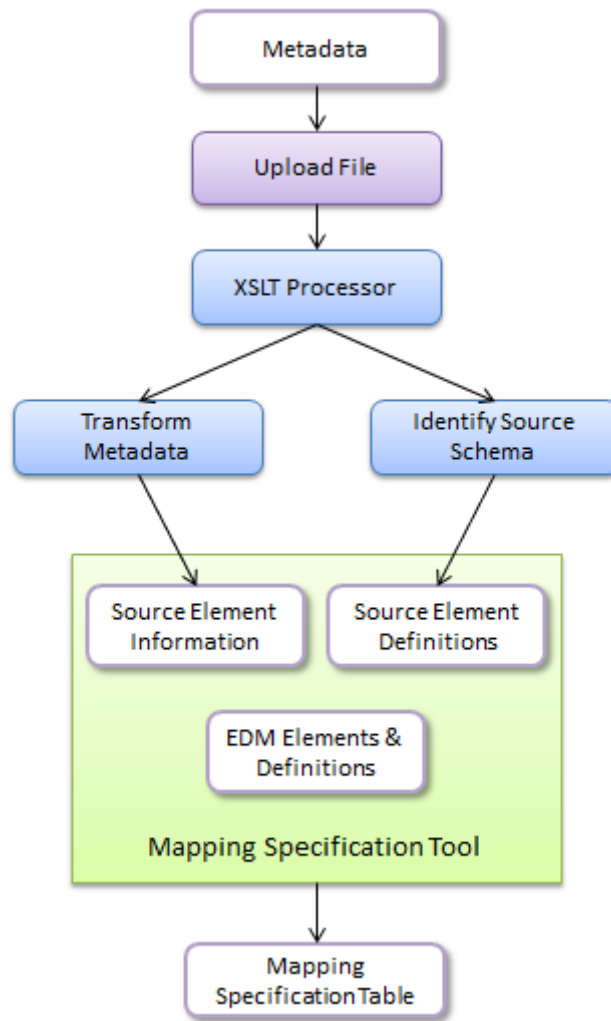 Metadata
Upload File
XSLT Processor
Transform
Metadata
Identify Source
Schema
Source Element
Information
Source Element
Definitions
EDM Elements &
Definitions
Mapping Specification Tool
Mapping
Specification Table